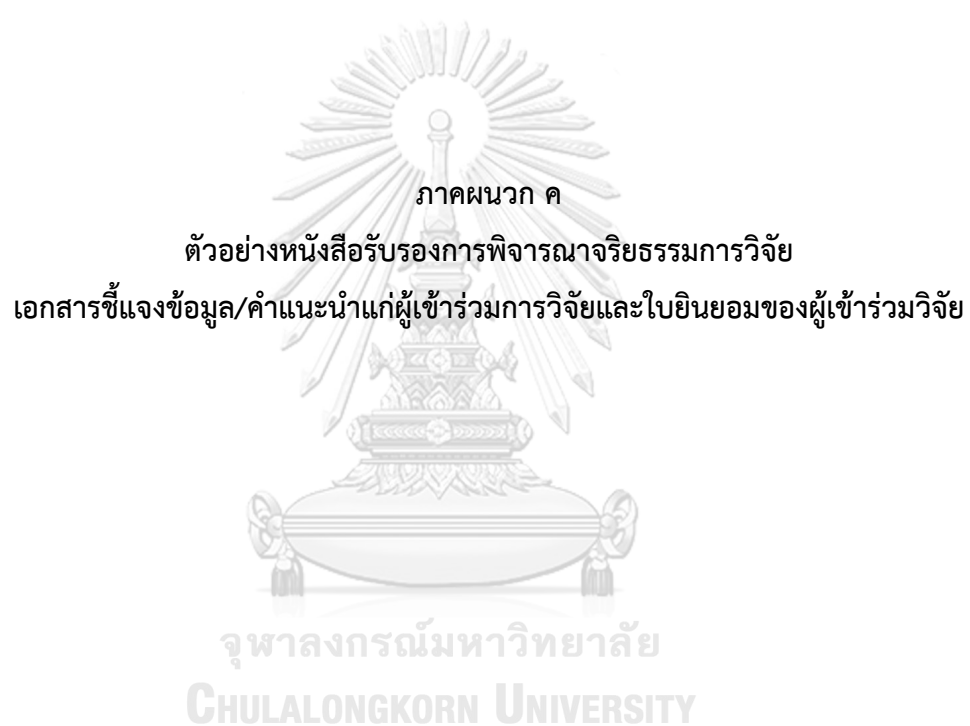 ภาคผนวก ค
ตัวอย่างหนังสือรับรองการพิจารณาจริยธรรมการวิจัย
เอกสารชี้แจงข้อมูล/คำแนะนำแก่ผู้เข้าร่วมการวิจัยและใบยินยอมของผู้เข้าร่วมวิจัย
จุฬาลงกรณ์มหาวิทยาลัย
CHULALONGKORN UNIVERSITY